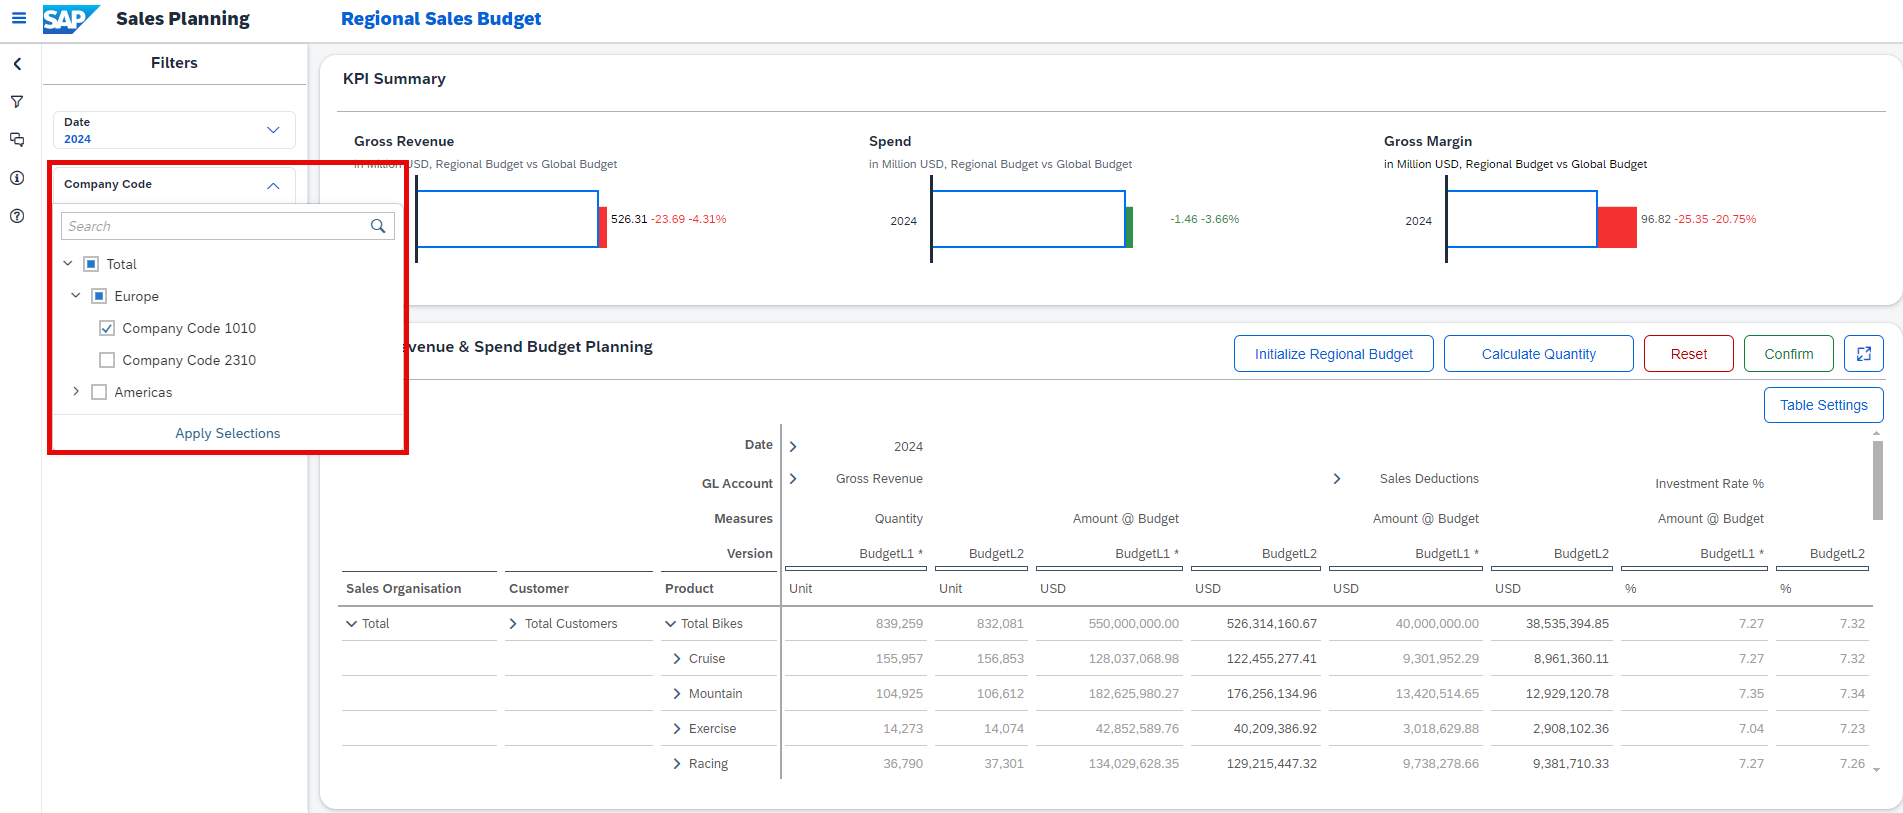 SAP Sales Planning Regional Sales Budget
Filters
Date
2024
Company Code
Search
Total
Europe
Company Code 1010
Company Code 2310
Americas
Apply Selections
KPI Summary
Gross Revenue
in Million USD, Regional Budget vs Global Budget
526.31 -23.69 -4.31%
Spend
in Million USD, Regional Budget vs Global Budget
2024 -1.46 -3.66%
Gross Margin
in Million USD, Regional Budget vs Global Budget
2024 96.82 -25.35 -20.75%
venue & Spend Budget Planning
Initialize Regional Budget Calculate Quantity Reset Confirm
Table Settings
Date 2024
GL Account Gross Revenue Sales Deductions Investment Rate %
Measures Quantity Amount @ Budget Amount @ Budget Amount @ Budget
Version BudgetL1 * BudgetL2 BudgetL1 * BudgetL2 BudgetL1 * BudgetL2 BudgetL1 * BudgetL2
Sales Organisation Customer Product Unit Unit USD USD USD USD % %
Total Total Customers Total Bikes 839,259 832,081 550,000,000.00 526,314,160.67 40,000,000.00 38,535,394.85 7.27 7.32
Cruise 155,957 156,853 128,037,068.98 122,455,277.41 9,301,952.29 8,961,360.11 7.27 7.32
Mountain 104,925 106,612 182,625,980.27 176,256,134.96 13,420,514.65 12,929,120.78 7.35 7.34
Exercise 14,273 14,074 42,852,589.76 40,209,386.92 3,018,629.88 2,908,102.36 7.04 7.23
Racing 36,790 37,301 134,029,628.35 129,215,447.32 9,738,278.66 9,381,710.33 7.27 7.26